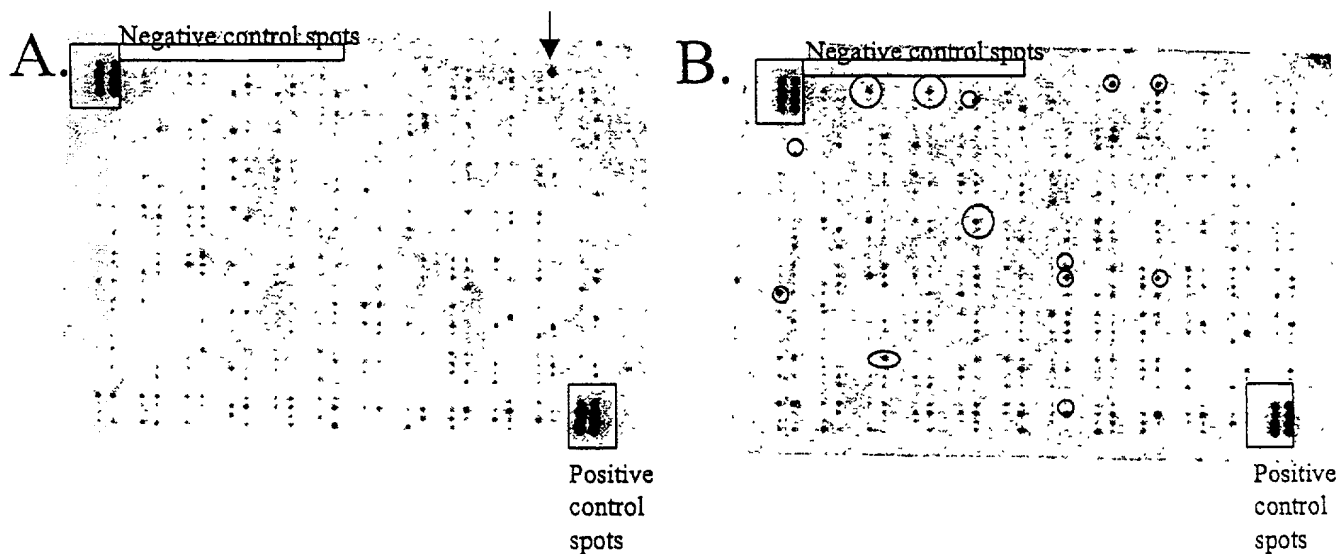 A.
Negative control spots
Positive
control
spots
B.
Negative control spots
Positive
control
spots